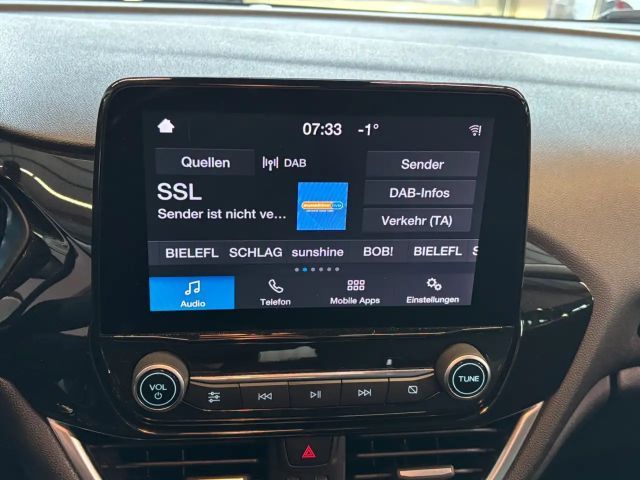 07:33 -1°
Quellen DAB Sender
SSL DAB-Infos
Sender ist nicht ve... Verkehr (TA)
BIELEFL SCHLAG sunshine BOB! BIELEFL S
Audio Telefon Mobile Apps Einstellungen
VOL TUNE